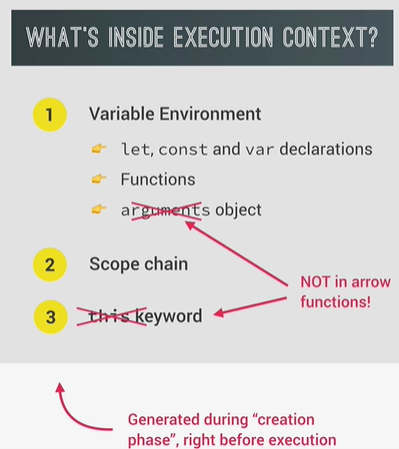 WHAT'S INSIDE EXECUTION CONTEXT?
1 Variable Environment
👉 let, const and var declarations
👉 Functions
👉 arguments object
2 Scope chain
NOT in arrow
functions!
3 this keyword
Generated during “creation
phase”, right before execution